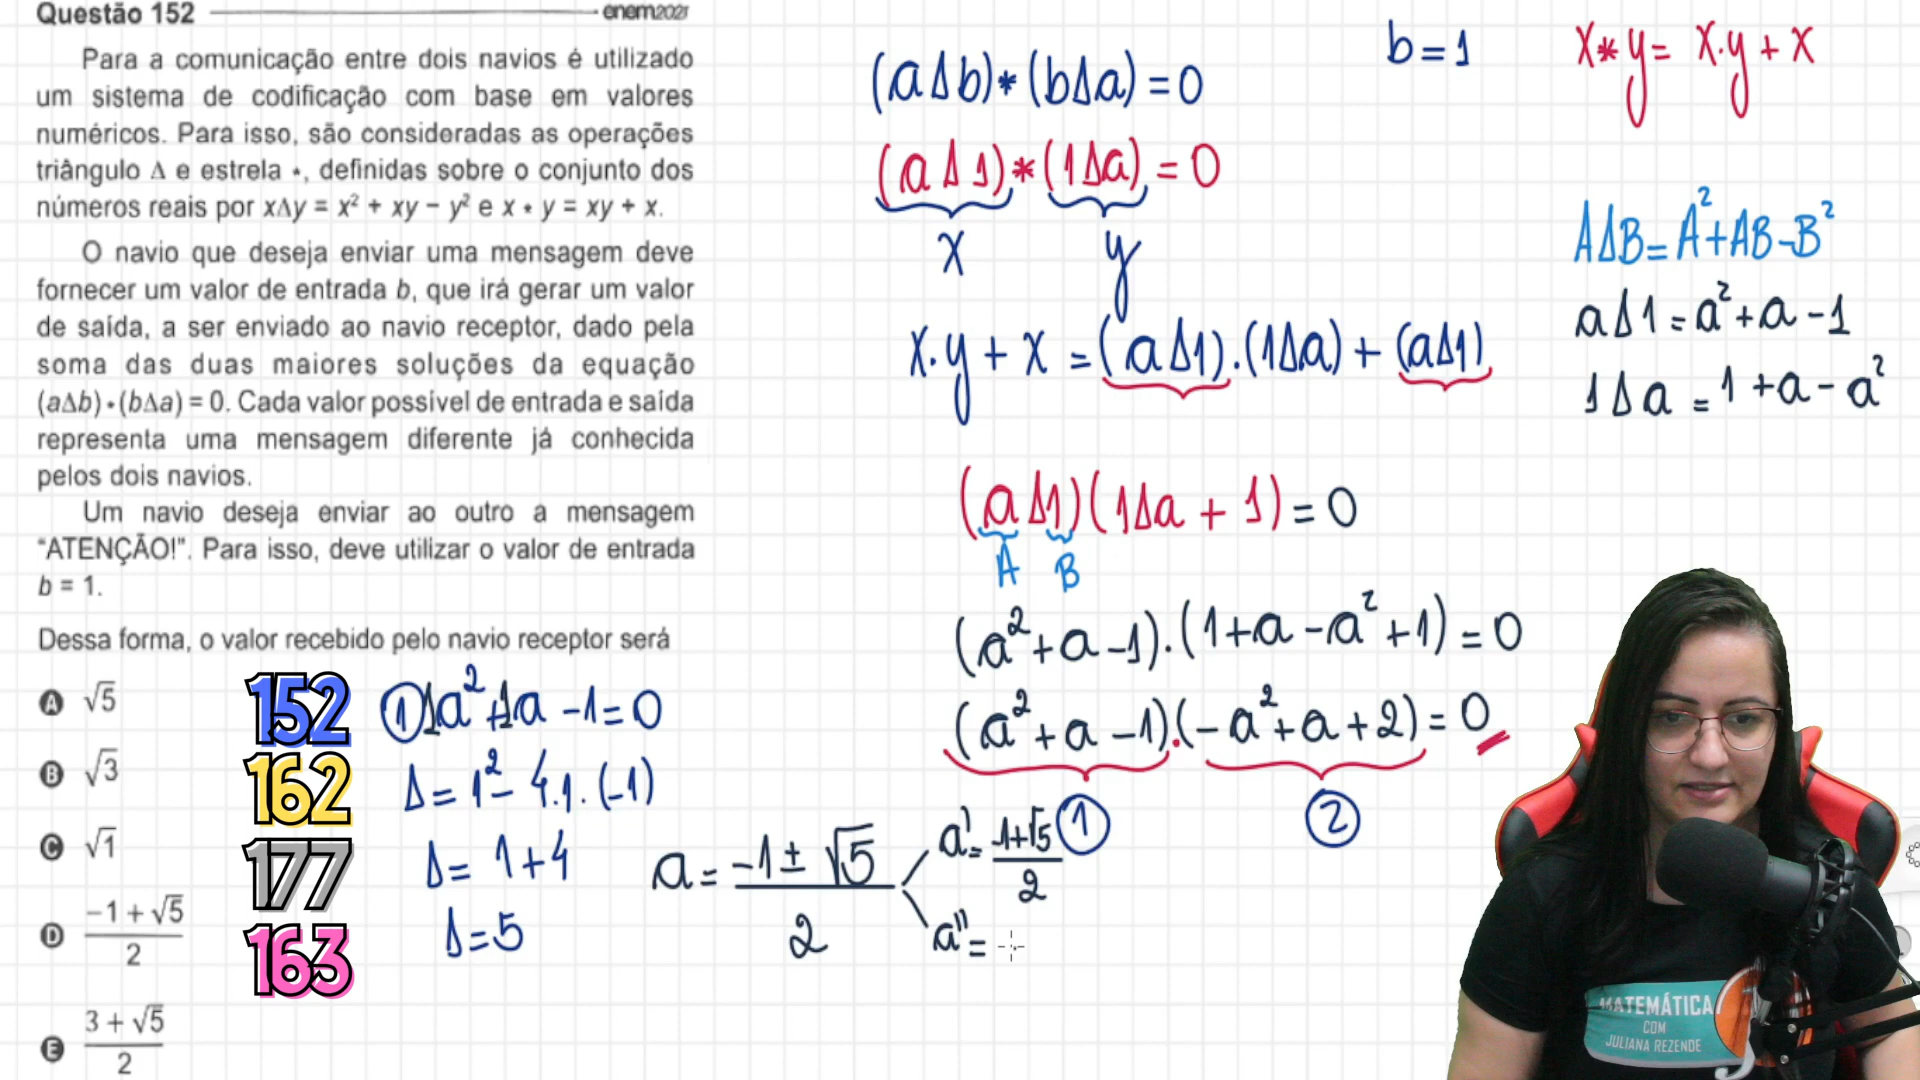 Questão 152 enem2021
Para a comunicação entre dois navios é utilizado
um sistema de codificação com base em valores
numéricos. Para isso, são consideradas as operações
triângulo Δ e estrela *, definidas sobre o conjunto dos
números reais por xΔy = x² + xy − y² e x * y = xy + x.
O navio que deseja enviar uma mensagem deve
fornecer um valor de entrada b, que irá gerar um valor
de saída, a ser enviado ao navio receptor, dado pela
soma das duas maiores soluções da equação
(aΔb)*(bΔa) = 0. Cada valor possível de entrada e saída
representa uma mensagem diferente já conhecida
pelos dois navios.
Um navio deseja enviar ao outro a mensagem
“ATENÇÃO!”. Para isso, deve utilizar o valor de entrada
b = 1.
Dessa forma, o valor recebido pelo navio receptor será
A √5
B √3
C √1
D (−1 + √5)/2
E (3 + √5)/2
152
162
177
163
① 1a² + 1a − 1 = 0
Δ = 1² − 4.1.(−1)
Δ = 1 + 4
Δ = 5
a = (−1 ± √5)/2
a' = (−1+√5)/2
a'' =
(aΔb)*(bΔa) = 0
(aΔ1)*(1Δa) = 0
x y
x.y + x = (aΔ1).(1Δa) + (aΔ1)
(aΔ1)(1Δa + 1) = 0
A B
(a² + a − 1).(1 + a − a² + 1) = 0
(a² + a − 1).(−a² + a + 2) = 0
① ②
b = 1
x * y = x.y + x
AΔB = A² + AB − B²
aΔ1 = a² + a − 1
1Δa = 1 + a − a²
MATEMÁTICA
COM
JULIANA REZENDE